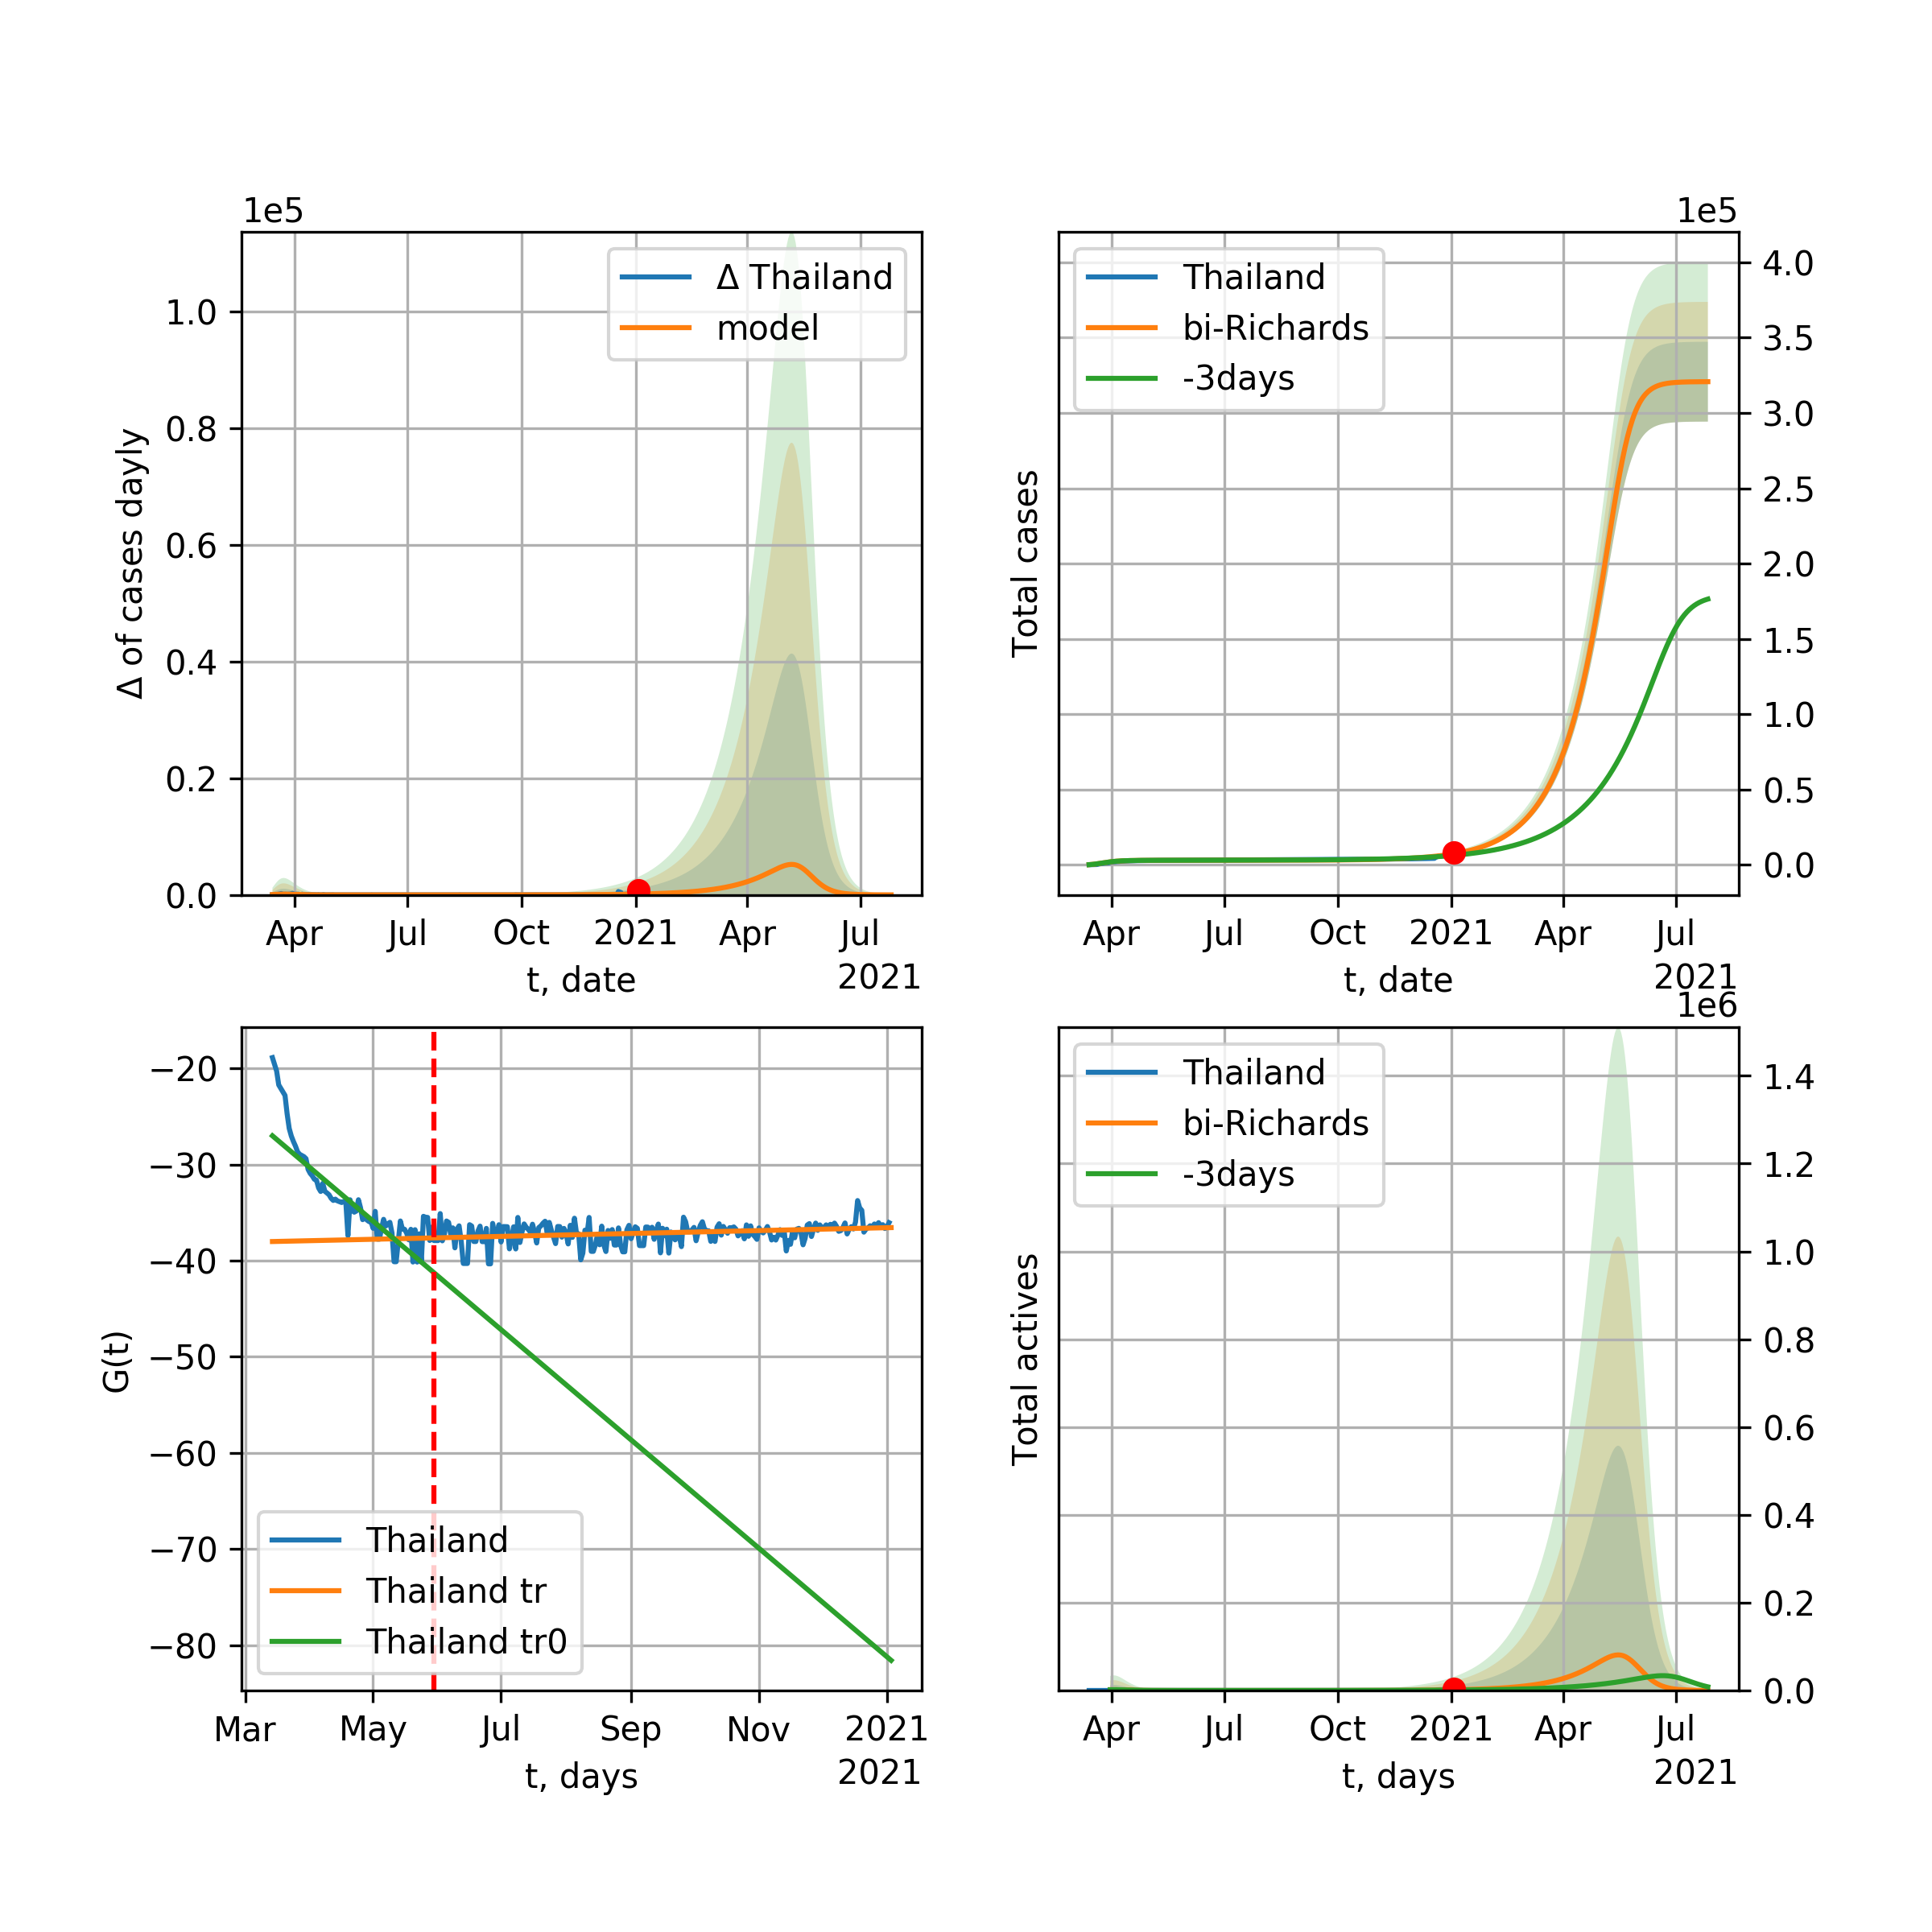 1e5
Δ of cases dayly
1.0
0.8
0.6
0.4
0.2
0.0
Δ Thailand
model
Apr Jul Oct 2021 Apr Jul
t, date
2021
1e5
Total cases
Thailand
bi-Richards
-3days
4.0
3.5
3.0
2.5
2.0
1.5
1.0
0.5
0.0
Apr Jul Oct 2021 Apr Jul
t, date
2021
G(t)
−20
−30
−40
−50
−60
−70
−80
Thailand
Thailand tr
Thailand tr0
Mar May Jul Sep Nov 2021
t, days
2021
1e6
Total actives
Thailand
bi-Richards
-3days
1.4
1.2
1.0
0.8
0.6
0.4
0.2
0.0
Apr Jul Oct 2021 Apr Jul
t, days
2021